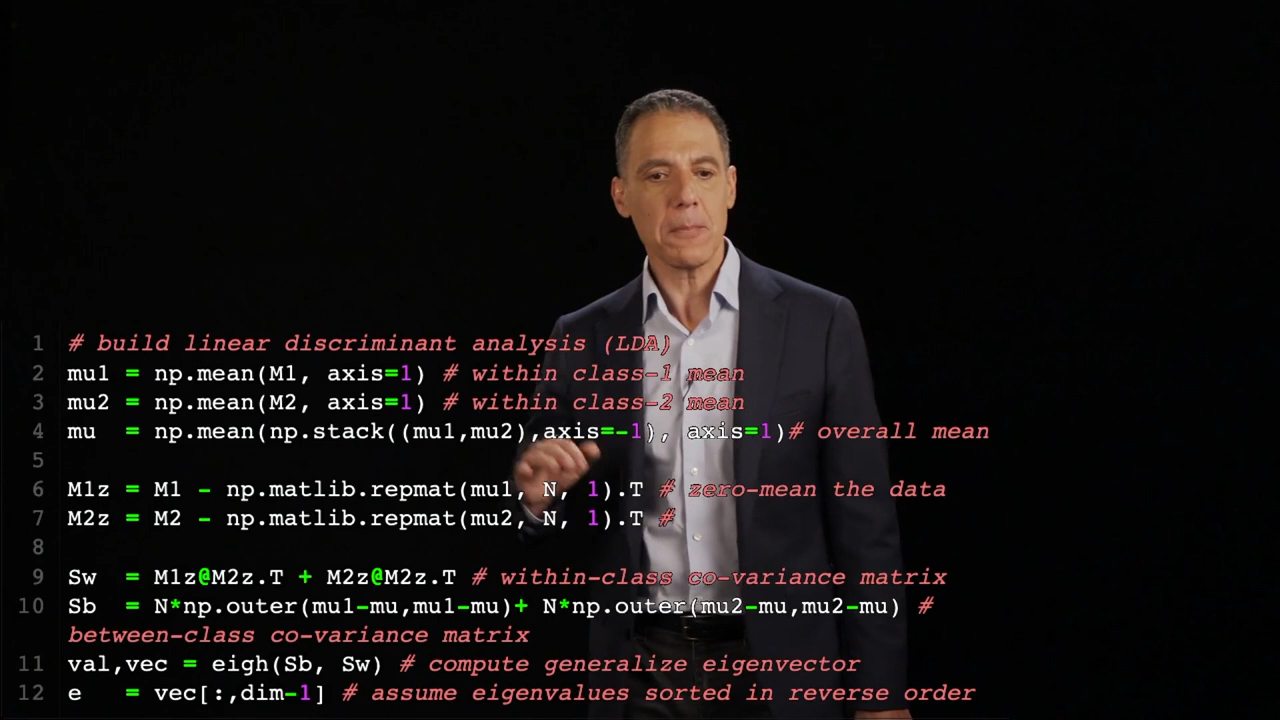 1 # build linear discriminant analysis (LDA)
2 mu1 = np.mean(M1, axis=1) # within class-1 mean
3 mu2 = np.mean(M2, axis=1) # within class-2 mean
4 mu = np.mean(np.stack((mu1,mu2),axis=-1), axis=1)# overall mean
5
6 M1z = M1 - np.matlib.repmat(mu1, N, 1).T # zero-mean the data
7 M2z = M2 - np.matlib.repmat(mu2, N, 1).T #
8
9 Sw = M1z@M2z.T + M2z@M2z.T # within-class co-variance matrix
10 Sb = N*np.outer(mu1-mu,mu1-mu)+ N*np.outer(mu2-mu,mu2-mu) #
between-class co-variance matrix
11 val,vec = eigh(Sb, Sw) # compute generalize eigenvector
12 e = vec[:,dim-1] # assume eigenvalues sorted in reverse order